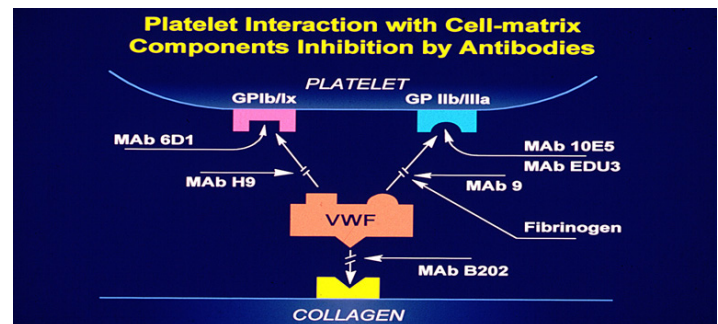 Platelet Interaction with Cell-matrix
Components Inhibition by Antibodies
PLATELET
GPIb/Ix
GP IIb/IIIa
MAb 6D1
MAb 10E5
MAb EDU3
MAb H9
MAb 9
VWF
Fibrinogen
MAb B202
COLLAGEN